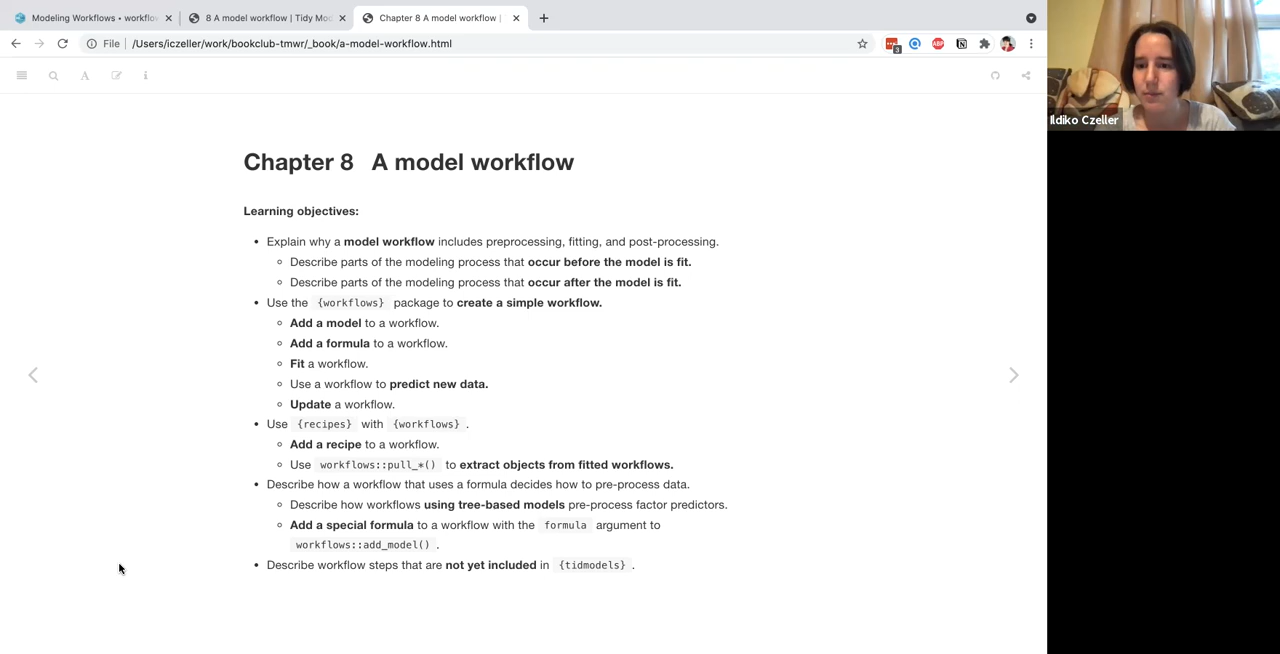 Modeling Workflows • workflow
8 A model workflow | Tidy Mod
Chapter 8 A model workflow |
File
/Users/iczeller/work/bookclub-tmwr/_book/a-model-workflow.html
3
ABP
Ildiko Czeller
Chapter 8 A model workflow
Learning objectives:
• Explain why a model workflow includes preprocessing, fitting, and post-processing.
◦ Describe parts of the modeling process that occur before the model is fit.
◦ Describe parts of the modeling process that occur after the model is fit.
• Use the {workflows} package to create a simple workflow.
◦ Add a model to a workflow.
◦ Add a formula to a workflow.
◦ Fit a workflow.
◦ Use a workflow to predict new data.
◦ Update a workflow.
• Use {recipes} with {workflows} .
◦ Add a recipe to a workflow.
◦ Use workflows::pull_*() to extract objects from fitted workflows.
• Describe how a workflow that uses a formula decides how to pre-process data.
◦ Describe how workflows using tree-based models pre-process factor predictors.
◦ Add a special formula to a workflow with the formula argument to
workflows::add_model() .
• Describe workflow steps that are not yet included in {tidmodels} .